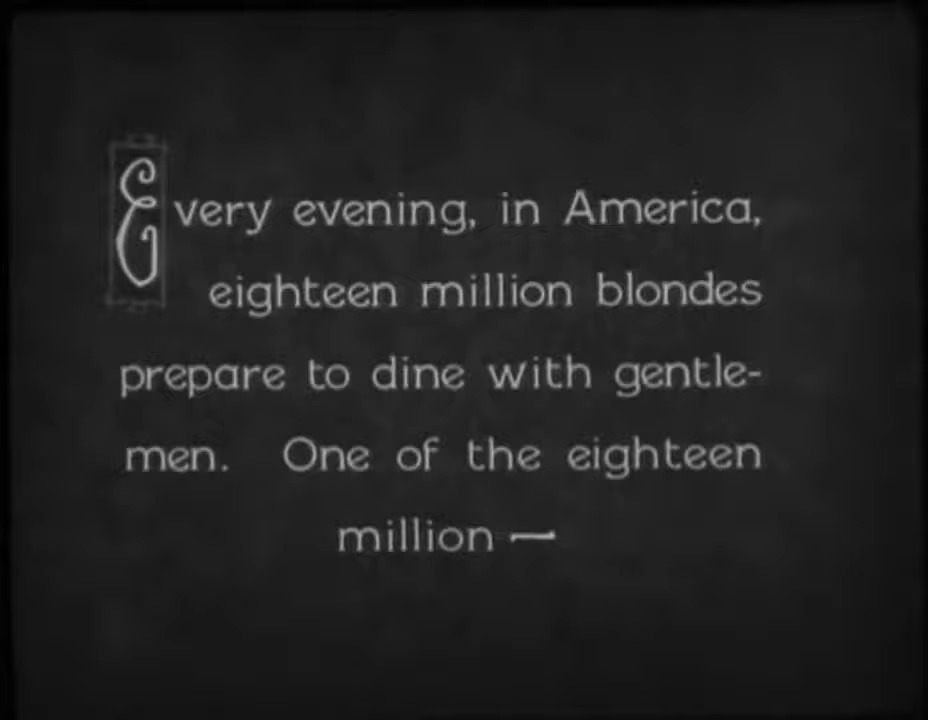 Every evening, in America,
eighteen million blondes
prepare to dine with gentle-
men. One of the eighteen
million —